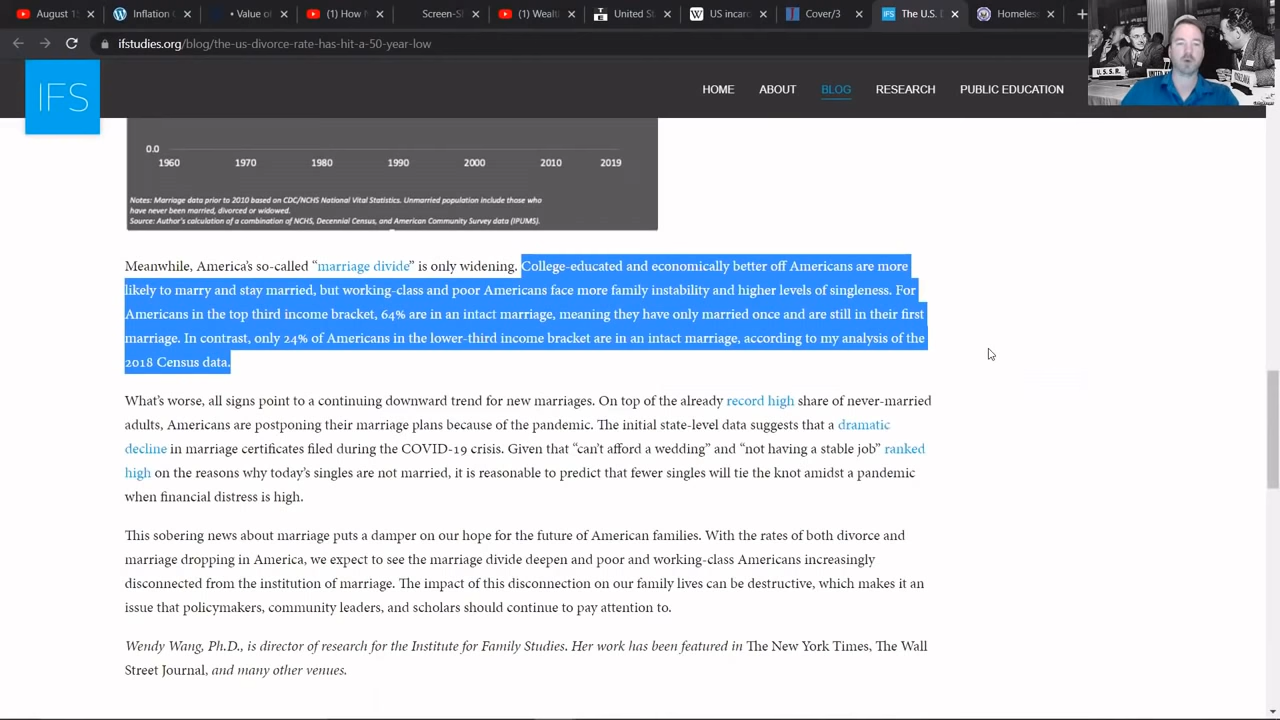 August 1
Inflation
Value of
(1) How
Screen-S
(1) Wealt
United S
US incar
Cover/3
The U.S.
Homeles
ifstudies.org/blog/the-us-divorce-rate-has-hit-a-50-year-low
IFS
HOME ABOUT BLOG RESEARCH PUBLIC EDUCATION
U.S.S.R.
0.0
1960 1970 1980 1990 2000 2010 2019
Notes: Marriage data prior to 2010 based on CDC/NCHS National Vital Statistics. Unmarried population include those who
have never been married, divorced or widowed.
Source: Author's calculation of a combination of NCHS, Decennial Census, and American Community Survey data (IPUMS).
Meanwhile, America's so-called “marriage divide” is only widening. College-educated and economically better off Americans are more
likely to marry and stay married, but working-class and poor Americans face more family instability and higher levels of singleness. For
Americans in the top third income bracket, 64% are in an intact marriage, meaning they have only married once and are still in their first
marriage. In contrast, only 24% of Americans in the lower-third income bracket are in an intact marriage, according to my analysis of the
2018 Census data.
What's worse, all signs point to a continuing downward trend for new marriages. On top of the already record high share of never-married
adults, Americans are postponing their marriage plans because of the pandemic. The initial state-level data suggests that a dramatic
decline in marriage certificates filed during the COVID-19 crisis. Given that “can't afford a wedding” and “not having a stable job” ranked
high on the reasons why today's singles are not married, it is reasonable to predict that fewer singles will tie the knot amidst a pandemic
when financial distress is high.
This sobering news about marriage puts a damper on our hope for the future of American families. With the rates of both divorce and
marriage dropping in America, we expect to see the marriage divide deepen and poor and working-class Americans increasingly
disconnected from the institution of marriage. The impact of this disconnection on our family lives can be destructive, which makes it an
issue that policymakers, community leaders, and scholars should continue to pay attention to.
Wendy Wang, Ph.D., is director of research for the Institute for Family Studies. Her work has been featured in The New York Times, The Wall
Street Journal, and many other venues.